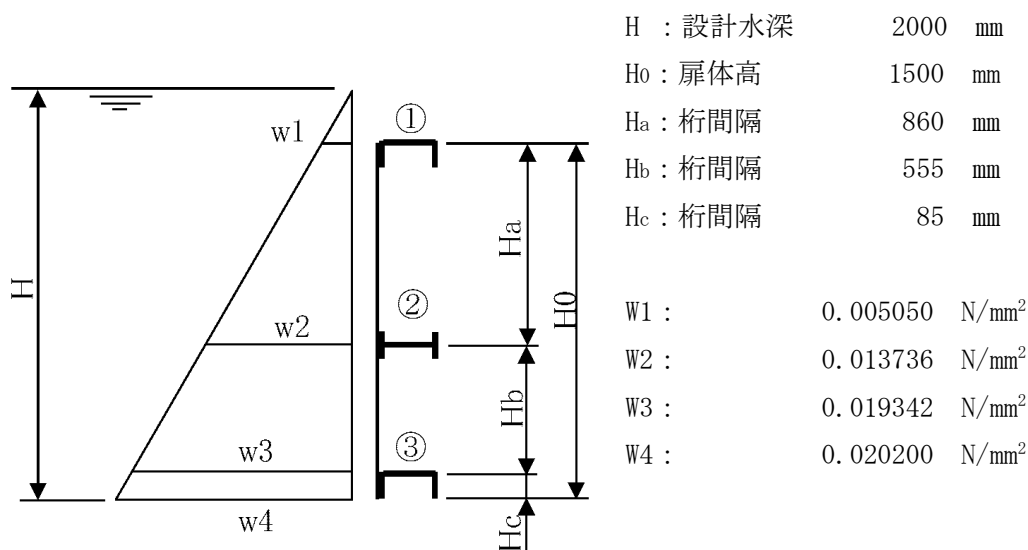 H
w1
w2
w3
w4
①
②
③
Ha
Hb
Hc
H0
H ：設計水深 2000 mm
H0：扉体高 1500 mm
Ha：桁間隔 860 mm
Hb：桁間隔 555 mm
Hc：桁間隔 85 mm
W1： 0.005050 N/mm²
W2： 0.013736 N/mm²
W3： 0.019342 N/mm²
W4： 0.020200 N/mm²